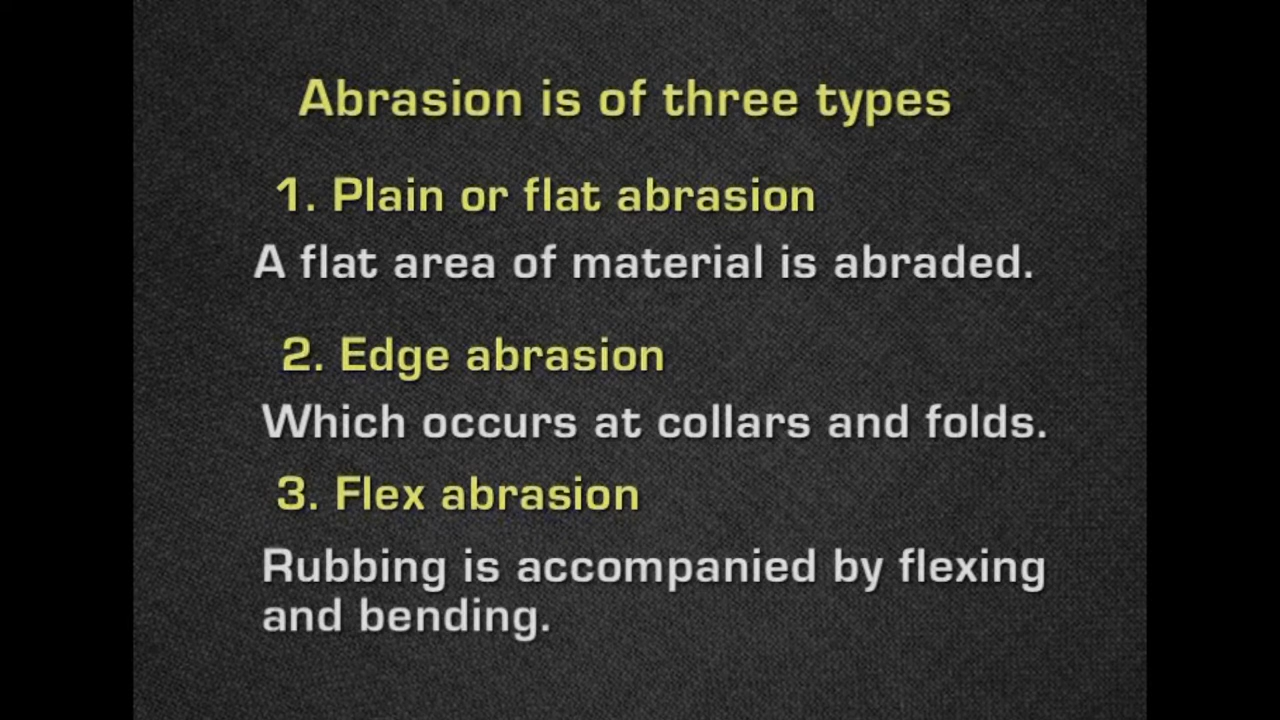 Abrasion is of three types
1. Plain or flat abrasion
A flat area of material is abraded.
2. Edge abrasion
Which occurs at collars and folds.
3. Flex abrasion
Rubbing is accompanied by flexing
and bending.